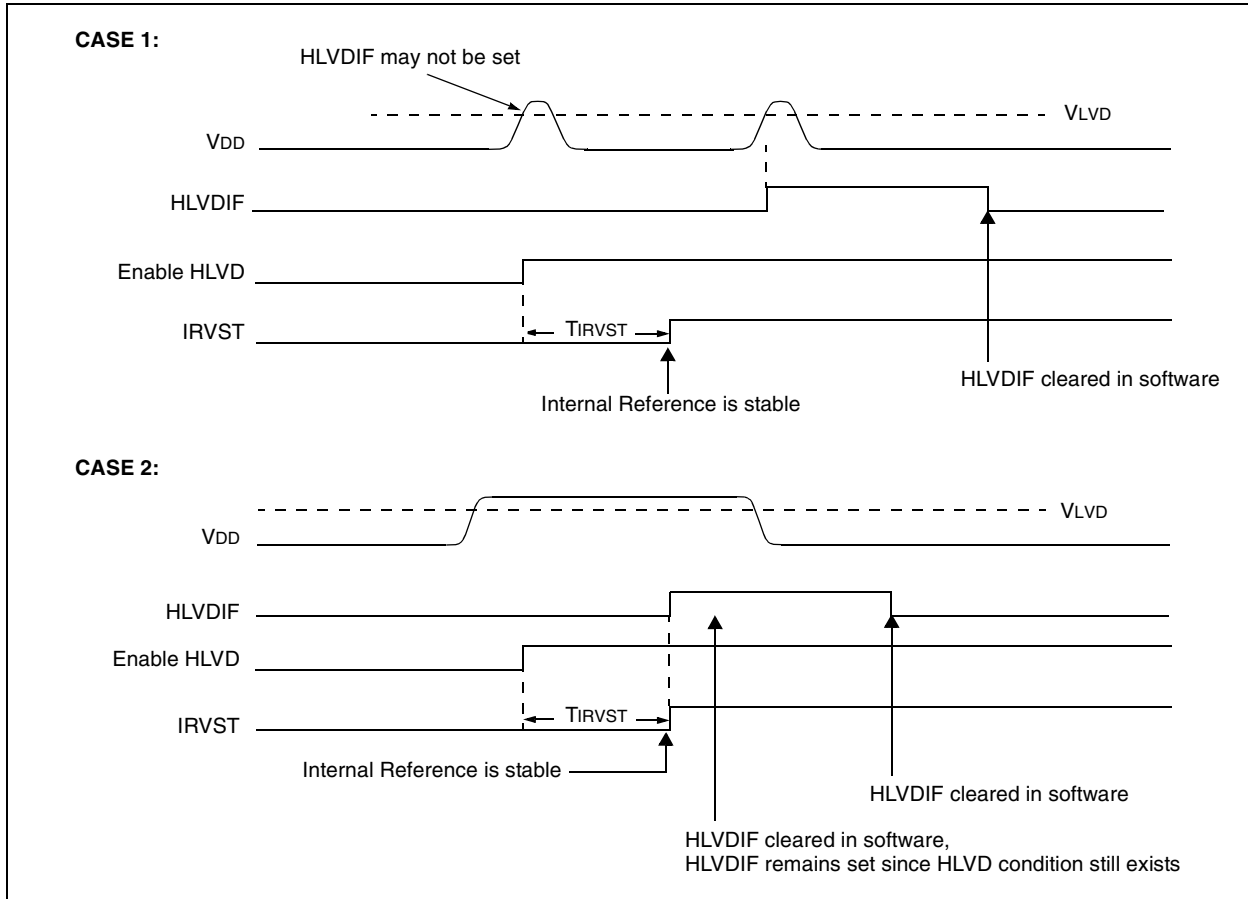 CASE 1:
HLVDIF may not be set
VLVD
VDD
HLVDIF
Enable HLVD
IRVST
TIRVST
HLVDIF cleared in software
Internal Reference is stable
CASE 2:
VLVD
VDD
HLVDIF
Enable HLVD
IRVST
TIRVST
Internal Reference is stable
HLVDIF cleared in software
HLVDIF cleared in software,
HLVDIF remains set since HLVD condition still exists